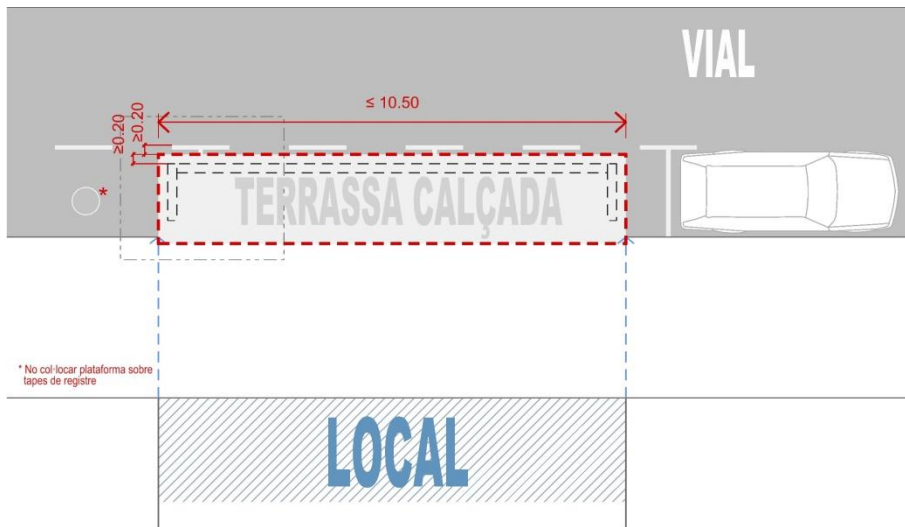 VIAL
≤ 10.50
≥0.20
≥0.20
*
TERRASSA CALÇADA
* No col·locar plataforma sobre
tapes de registre
LOCAL